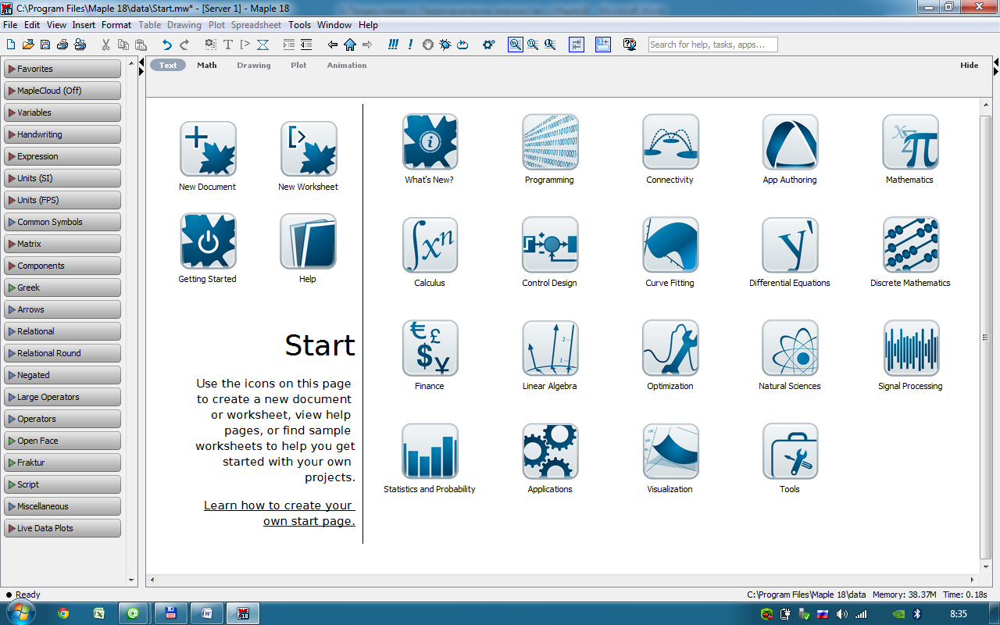 C:\Program Files\Maple 18\data\Start.mw* - [Server 1] - Maple 18
File Edit View Insert Format Table Drawing Plot Spreadsheet Tools Window Help
Search for help, tasks, apps...
Text Math Drawing Plot Animation Hide
Favorites
MapleCloud (Off)
Variables
Handwriting
Expression
Units (SI)
Units (FPS)
Common Symbols
Matrix
Components
Greek
Arrows
Relational
Relational Round
Negated
Large Operators
Operators
Open Face
Fraktur
Script
Miscellaneous
Live Data Plots
New Document New Worksheet
Getting Started Help
Start
Use the icons on this page
to create a new document
or worksheet, view help
pages, or find sample
worksheets to help you get
started with your own
projects.
Learn how to create your
own start page.
What's New? Programming Connectivity App Authoring Mathematics
Calculus Control Design Curve Fitting Differential Equations Discrete Mathematics
Finance Linear Algebra Optimization Natural Sciences Signal Processing
Statistics and Probability Applications Visualization Tools
Ready
C:\Program Files\Maple 18\data Memory: 38.37M Time: 0.18s
8:35